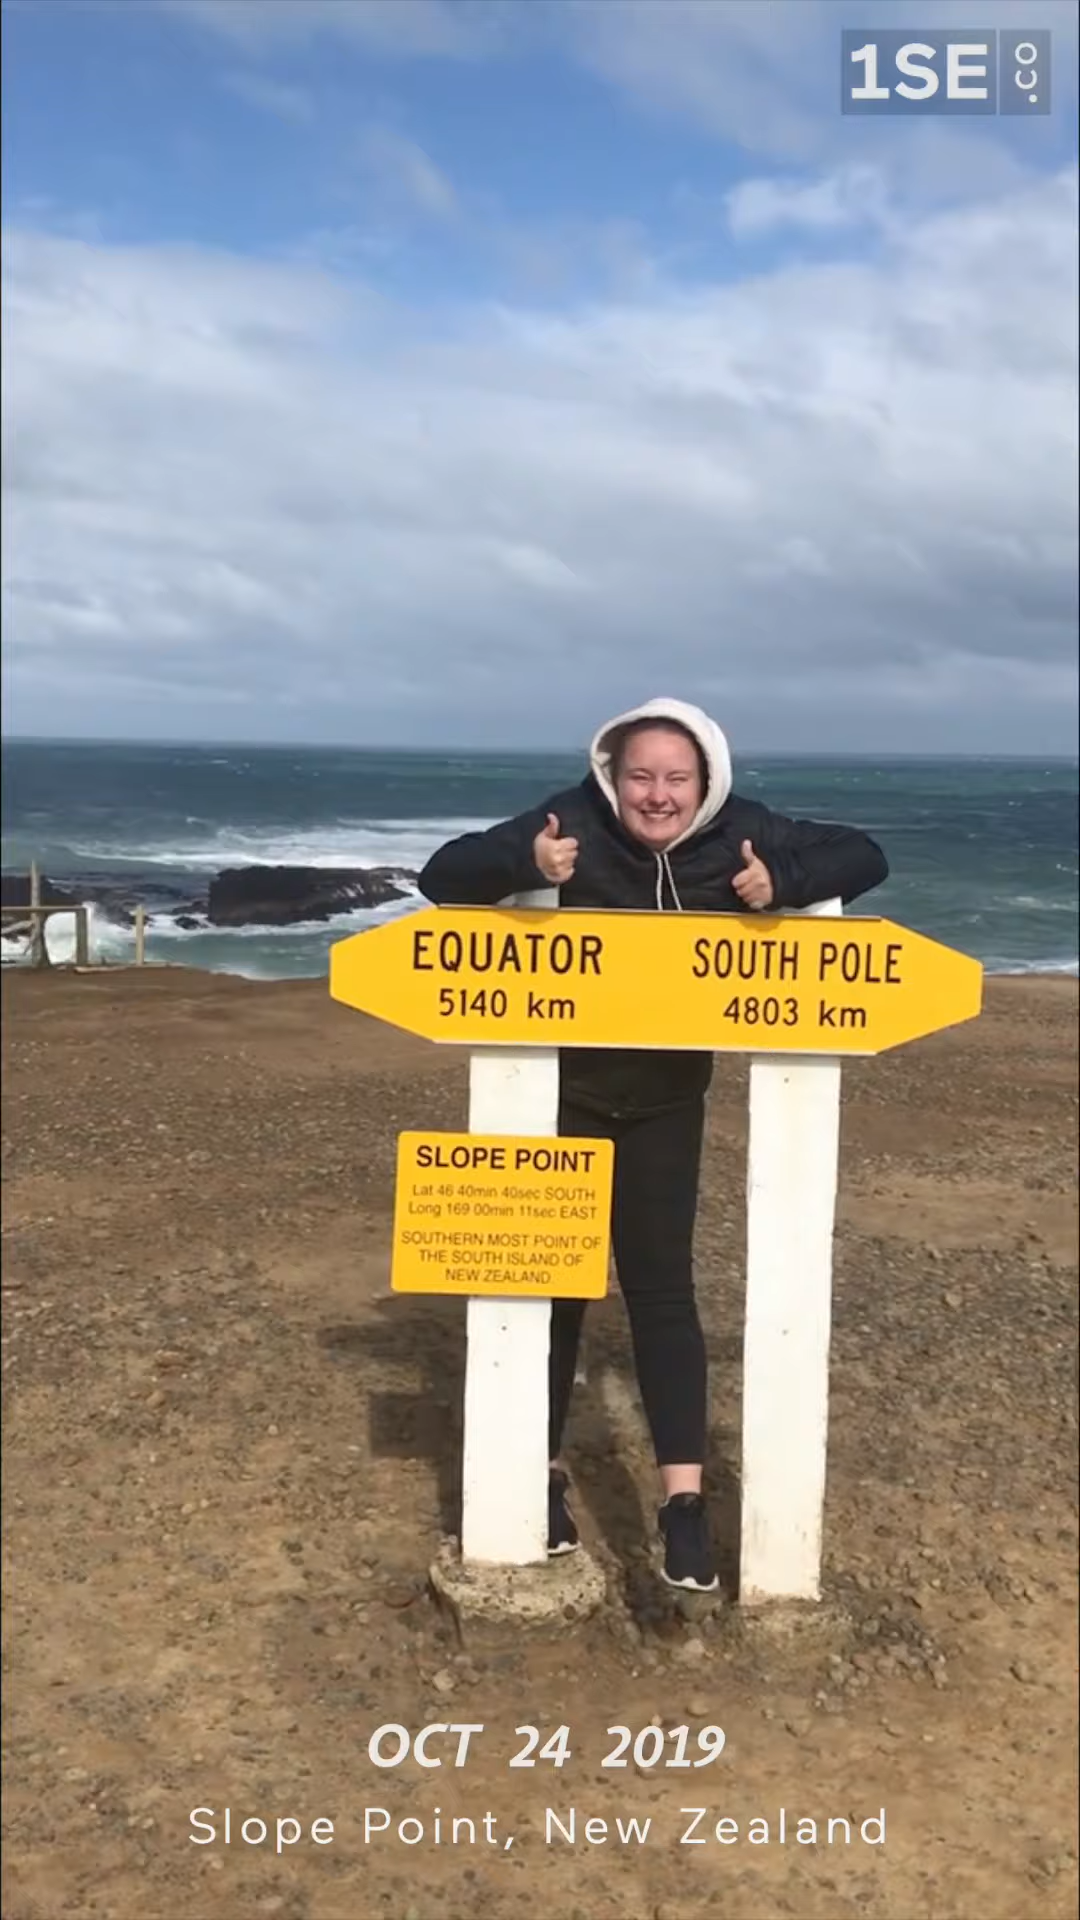 1SE .co
EQUATOR
5140 km
SOUTH POLE
4803 km
SLOPE POINT
Lat 46 40min 40sec SOUTH
Long 169 00min 11sec EAST
SOUTHERN MOST POINT OF
THE SOUTH ISLAND OF
NEW ZEALAND
OCT 24 2019
Slope Point, New Zealand